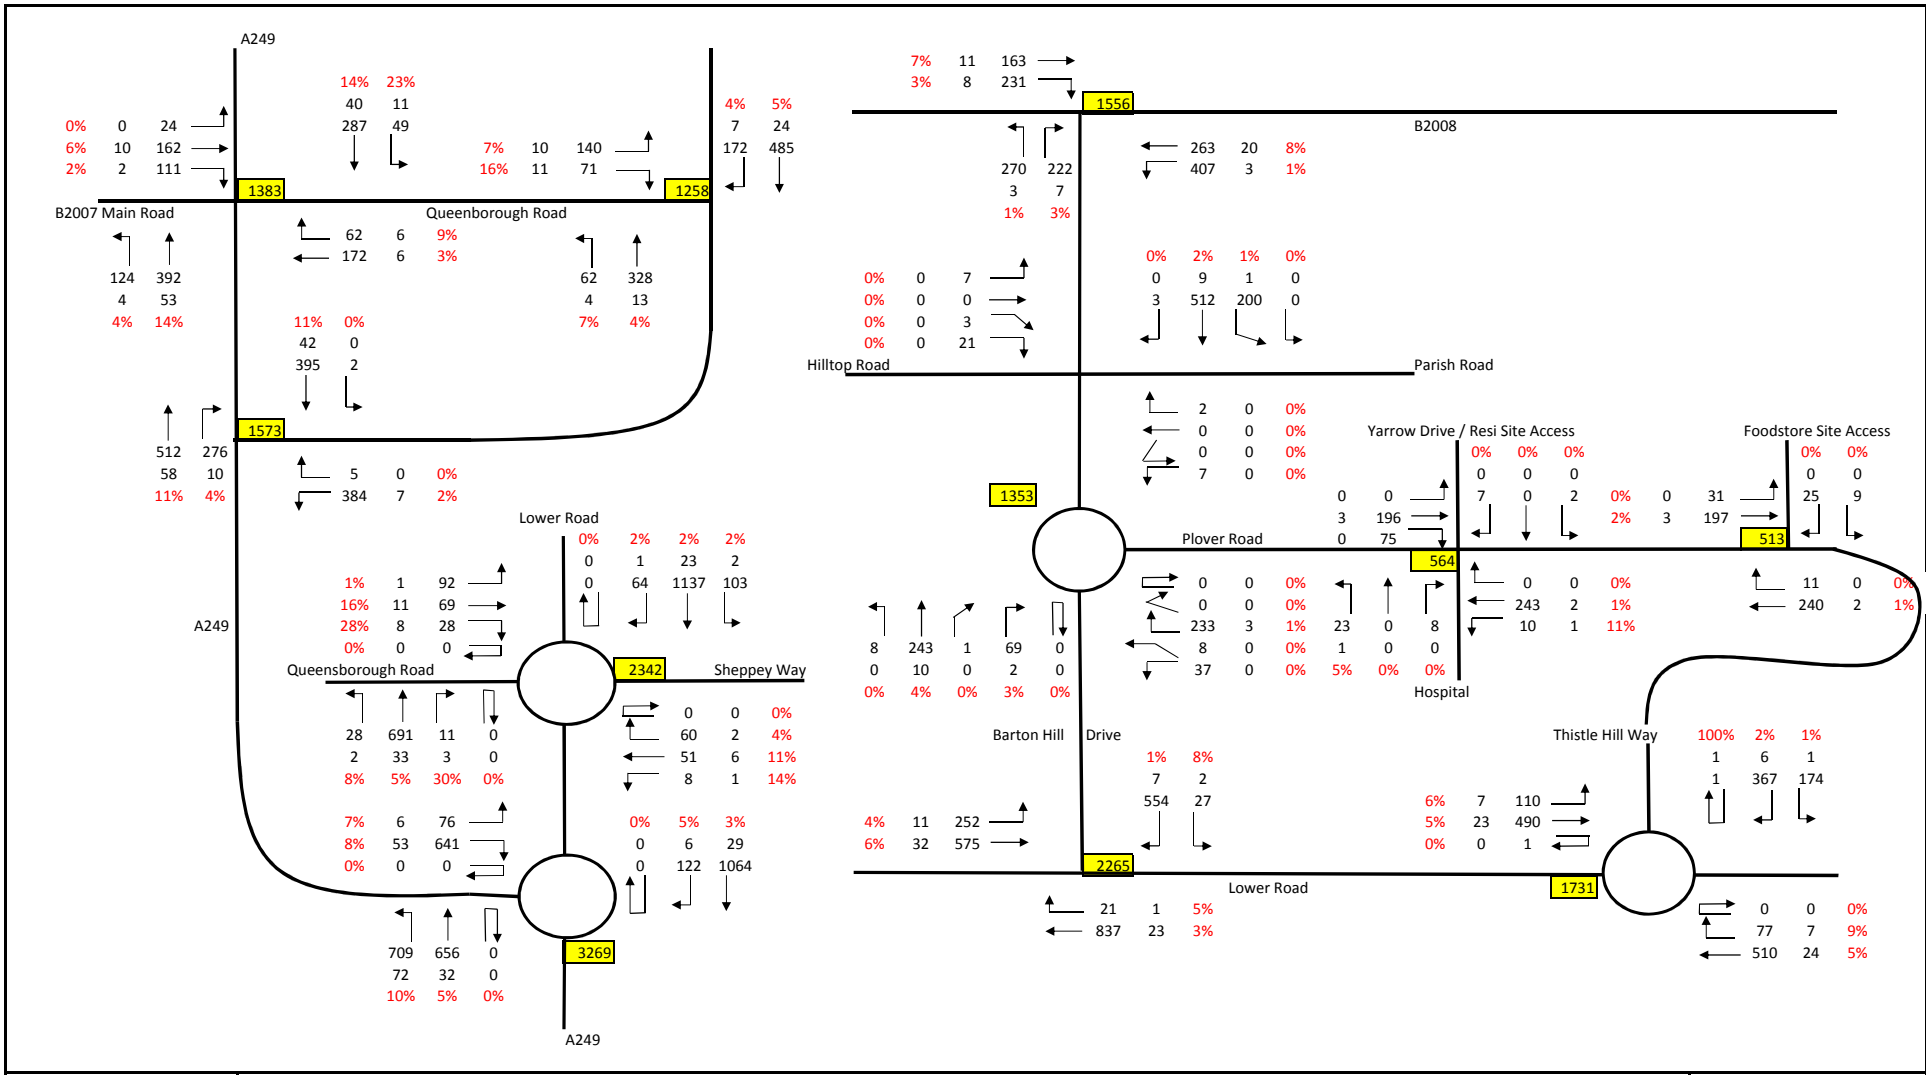 A249
14% 23%
40 11
287 49
0% 0 24
6% 10 162
2% 2 111
1383
B2007 Main Road
Queenborough Road
7% 10 140
16% 11 71
1258
4% 5%
7 24
172 485
62 6 9%
172 6 3%
124 392
4 53
4% 14%
62 328
4 13
7% 4%
11% 0%
42 0
395 2
1573
512 276
58 10
11% 4%
5 0 0%
384 7 2%
A249
Lower Road
0% 2% 2% 2%
0 1 23 2
0 64 1137 103
1% 1 92
16% 11 69
28% 8 28
0% 0 0
Queensborough Road
2342
Sheppey Way
28 691 11 0
2 33 3 0
8% 5% 30% 0%
0 0 0%
60 2 4%
51 6 11%
8 1 14%
7% 6 76
8% 53 641
0% 0 0
0% 5% 3%
0 6 29
0 122 1064
3269
709 656 0
72 32 0
10% 5% 0%
A249
7% 11 163
3% 8 231
1556
B2008
270 222
3 7
1% 3%
263 20 8%
407 3 1%
0% 0 7
0% 0 0
0% 0 3
0% 0 21
0% 2% 1% 0%
0 9 1 0
3 512 200 0
Hilltop Road
Parish Road
2 0 0%
0 0 0%
0 0 0%
7 0 0%
1353
Plover Road
8 243 1 69 0
0 10 0 2 0
0% 4% 0% 3% 0%
0 0 0%
0 0 0%
233 3 1%
8 0 0%
37 0 0%
Yarrow Drive / Resi Site Access
0% 0% 0%
0 0 0
7 0 2
0 0
3 196
0 75
564
23 0 8
1 0 0
5% 0% 0%
0 0 0%
243 2 1%
10 1 11%
Hospital
Foodstore Site Access
0% 0%
0 0
25 9
0% 0 31
2% 3 197
513
11 0 0%
240 2 1%
Barton Hill Drive
1% 8%
7 2
554 27
4% 11 252
6% 32 575
2265
Lower Road
21 1 5%
837 23 3%
Thistle Hill Way
100% 2% 1%
1 6 1
1 367 174
6% 7 110
5% 23 490
0% 0 1
1731
0 0 0%
77 7 9%
510 24 5%